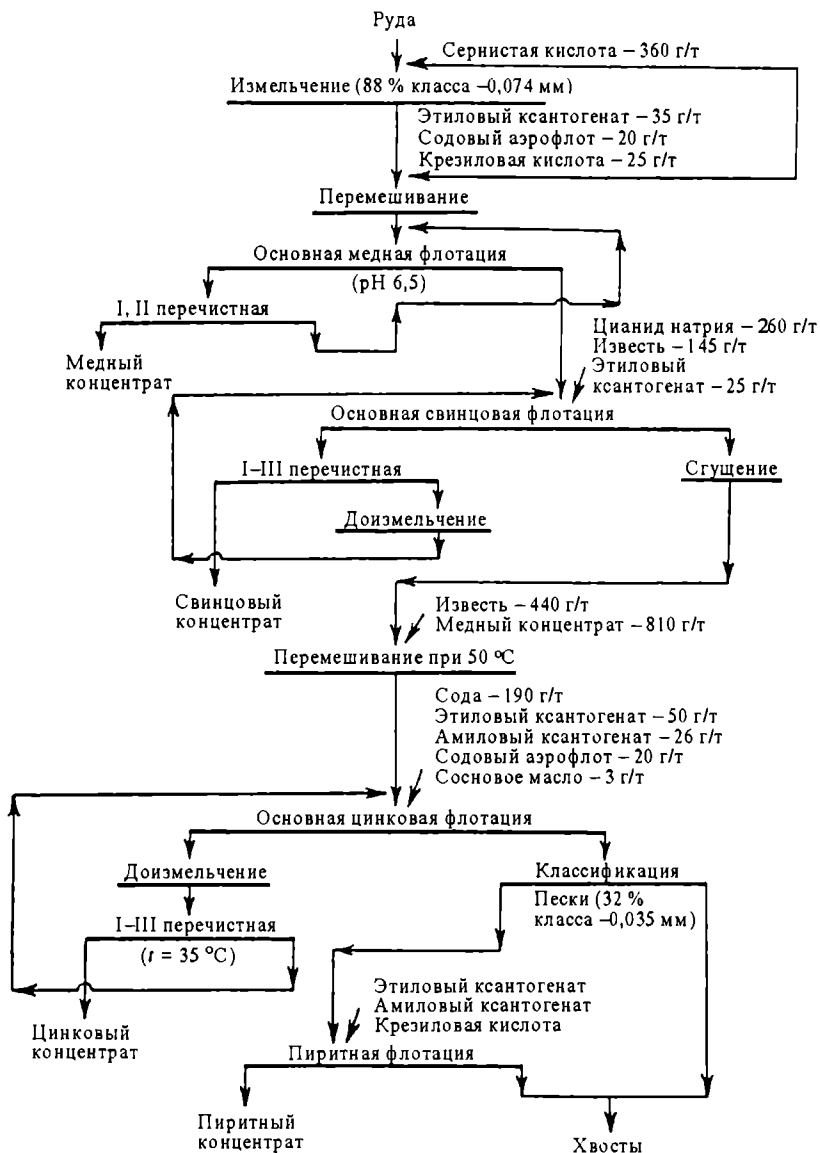 Руда
Сернистая кислота – 360 г/т
Измельчение (88 % класса –0,074 мм)
Этиловый ксантогенат – 35 г/т
Содовый аэрофлот – 20 г/т
Крезиловая кислота – 25 г/т
Перемешивание
Основная медная флотация
(pH 6,5)
I, II перечистная
Медный
концентрат
Цианид натрия – 260 г/т
Известь – 145 г/т
Этиловый
ксантогенат – 25 г/т
Основная свинцовая флотация
I–III перечистная
Сгущение
Доизмельчение
Свинцовый
концентрат
Известь – 440 г/т
Медный концентрат – 810 г/т
Перемешивание при 50 °C
Сода – 190 г/т
Этиловый ксантогенат – 50 г/т
Амиловый ксантогенат – 26 г/т
Содовый аэрофлот – 20 г/т
Сосновое масло – 3 г/т
Основная цинковая флотация
Доизмельчение
Классификация
Пески (32 %
класса –0,035 мм)
I–III перечистная
(t = 35 °C)
Цинковый
концентрат
Этиловый ксантогенат
Амиловый ксантогенат
Крезиловая кислота
Пиритная флотация
Пиритный
концентрат
Хвосты